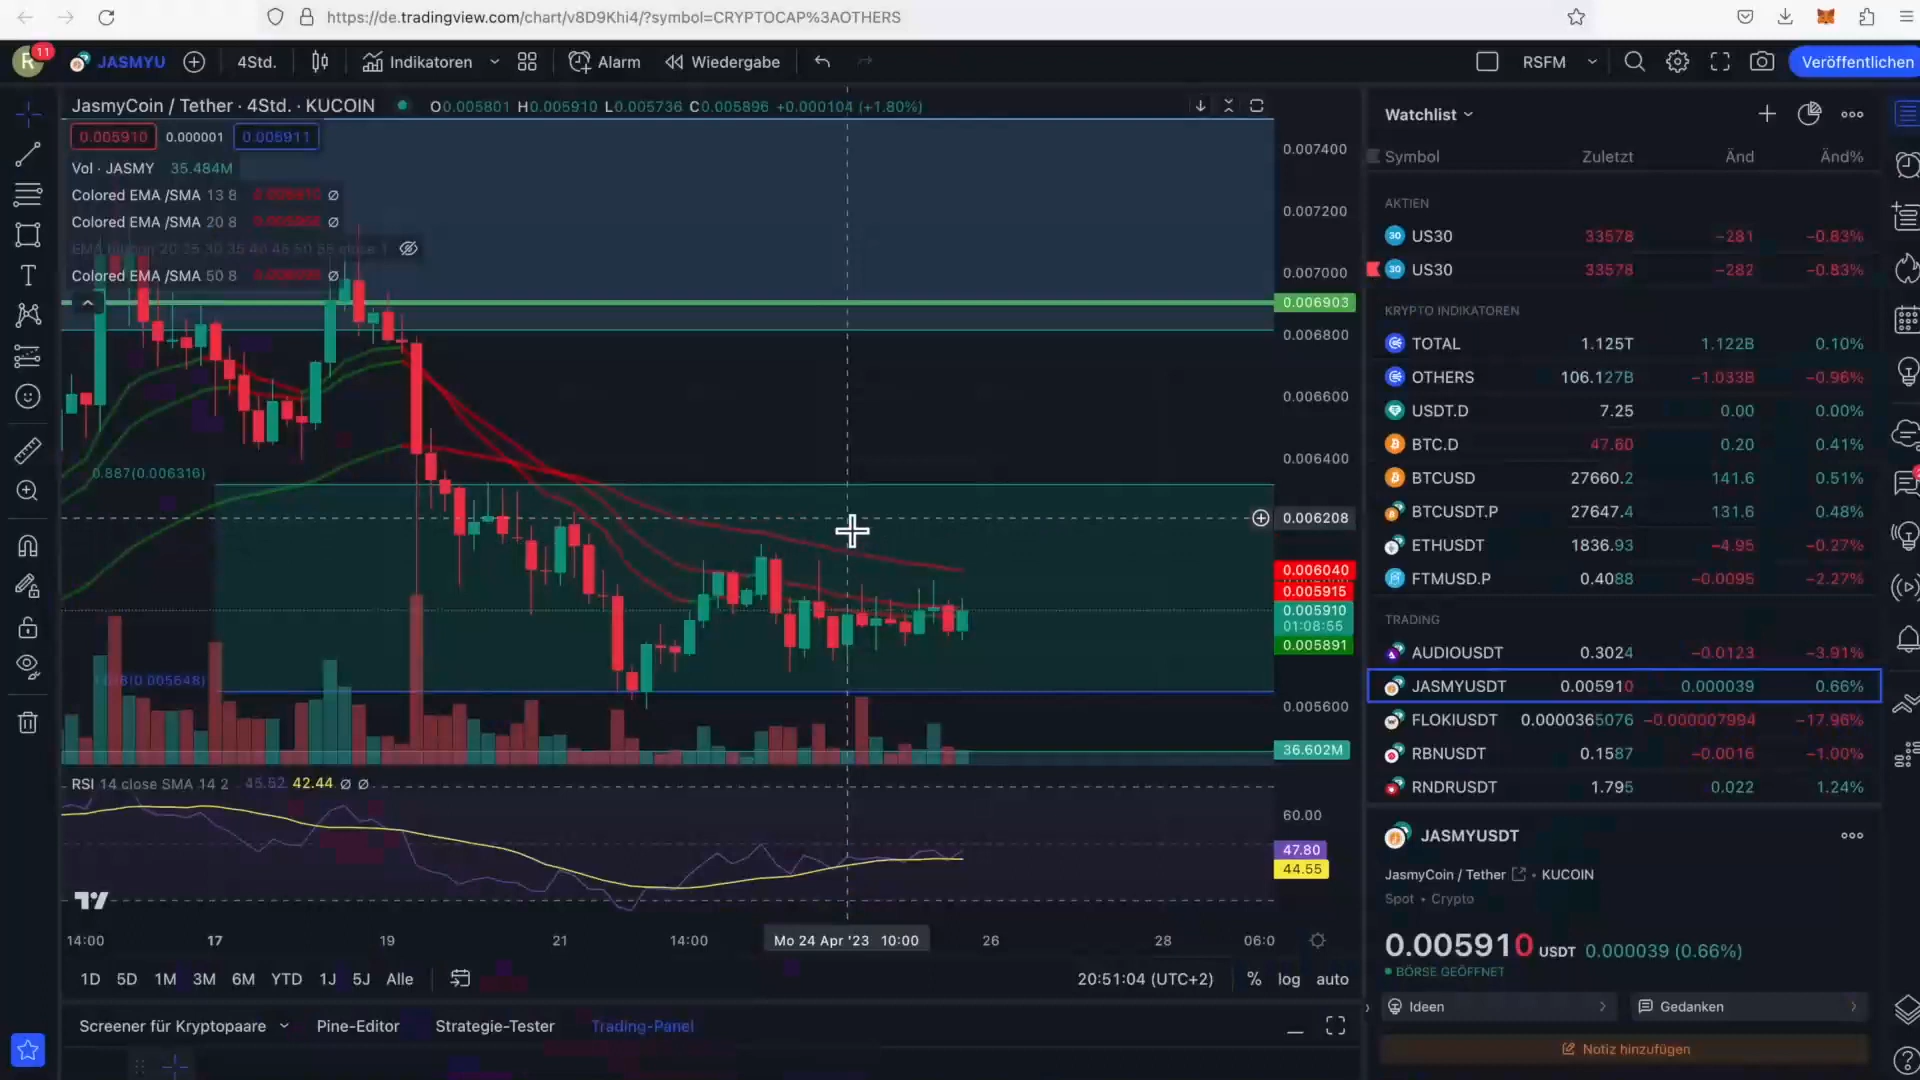 https://de.tradingview.com/chart/v8D9Khi4/?symbol=CRYPTOCAP%3AOTHERS
R 11 JASMYU 4Std. Indikatoren Alarm Wiedergabe RSFM Veröffentlichen
JasmyCoin / Tether · 4Std. · KUCOIN O0.005801 H0.005910 L0.005736 C0.005896 +0.000104 (+1.80%)
0.005910 0.000001 0.005911
Vol · JASMY 35.484M
Colored EMA /SMA 13 8
Colored EMA /SMA 20 8
Colored EMA /SMA 50 8
0.887(0.006316)
0.007400
0.007200
0.007000
0.006903
0.006800
0.006600
0.006400
0.006208
0.006040
0.005915
0.005910
01:08:55
0.005891
0.005600
36.602M
RSI 14 close SMA 14 2 45.52 42.44
60.00
47.80
44.55
14:00 17 19 21 14:00 Mo 24 Apr '23 10:00 26 28 06:0
1D 5D 1M 3M 6M YTD 1J 5J Alle 20:51:04 (UTC+2) % log auto
Screener für Kryptopaare Pine-Editor Strategie-Tester Trading-Panel
Watchlist
Symbol Zuletzt Änd Änd%
AKTIEN
30 US30 33578 −281 −0.83%
30 US30 33578 −282 −0.83%
KRYPTO INDIKATOREN
TOTAL 1.125T 1.122B 0.10%
OTHERS 106.127B −1.033B −0.96%
USDT.D 7.25 0.00 0.00%
BTC.D 47.60 0.20 0.41%
BTCUSD 27660.2 141.6 0.51%
BTCUSDT.P 27647.4 131.6 0.48%
ETHUSDT 1836.93 −4.95 −0.27%
FTMUSD.P 0.4088 −0.0095 −2.27%
TRADING
AUDIOUSDT 0.3024 −0.0123 −3.91%
JASMYUSDT 0.005910 0.000039 0.66%
FLOKIUSDT 0.0000365076 −0.000007994 −17.96%
RBNUSDT 0.1587 −0.0016 −1.00%
RNDRUSDT 1.795 0.022 1.24%
JASMYUSDT
JasmyCoin / Tether • KUCOIN
Spot • Crypto
0.005910 USDT 0.000039 (0.66%)
BÖRSE GEÖFFNET
Ideen Gedanken
Notiz hinzufügen